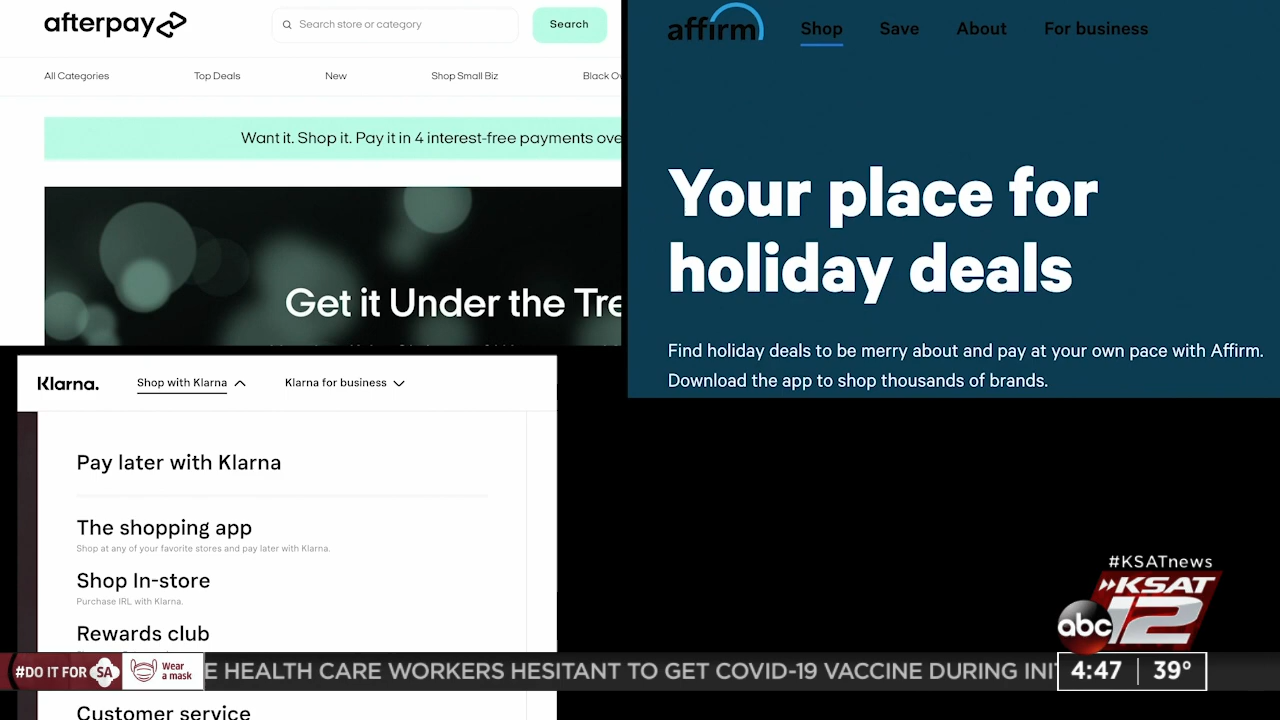 afterpay
Search store or category
Search
All Categories
Top Deals
New
Shop Small Biz
Black
Want it. Shop it. Pay it in 4 interest-free payments
Get it Under the
affirm
Shop
Save
About
For business
Your place for
holiday deals
Find holiday deals to be merry about and pay at your own pace with Affirm.
Download the app to shop thousands of brands.
Klarna.
Shop with Klarna
Klarna for business
Pay later with Klarna
The shopping app
Shop at any of your favorite stores and pay later with Klarna.
Shop In-store
Purchase IRL with Klarna.
Rewards club
Customer service
#KSATnews
KSAT
abc 12
#DO IT FOR SA
Wear
a mask
E HEALTH CARE WORKERS HESITANT TO GET COVID-19 VACCINE DURING INI
4:47
39°